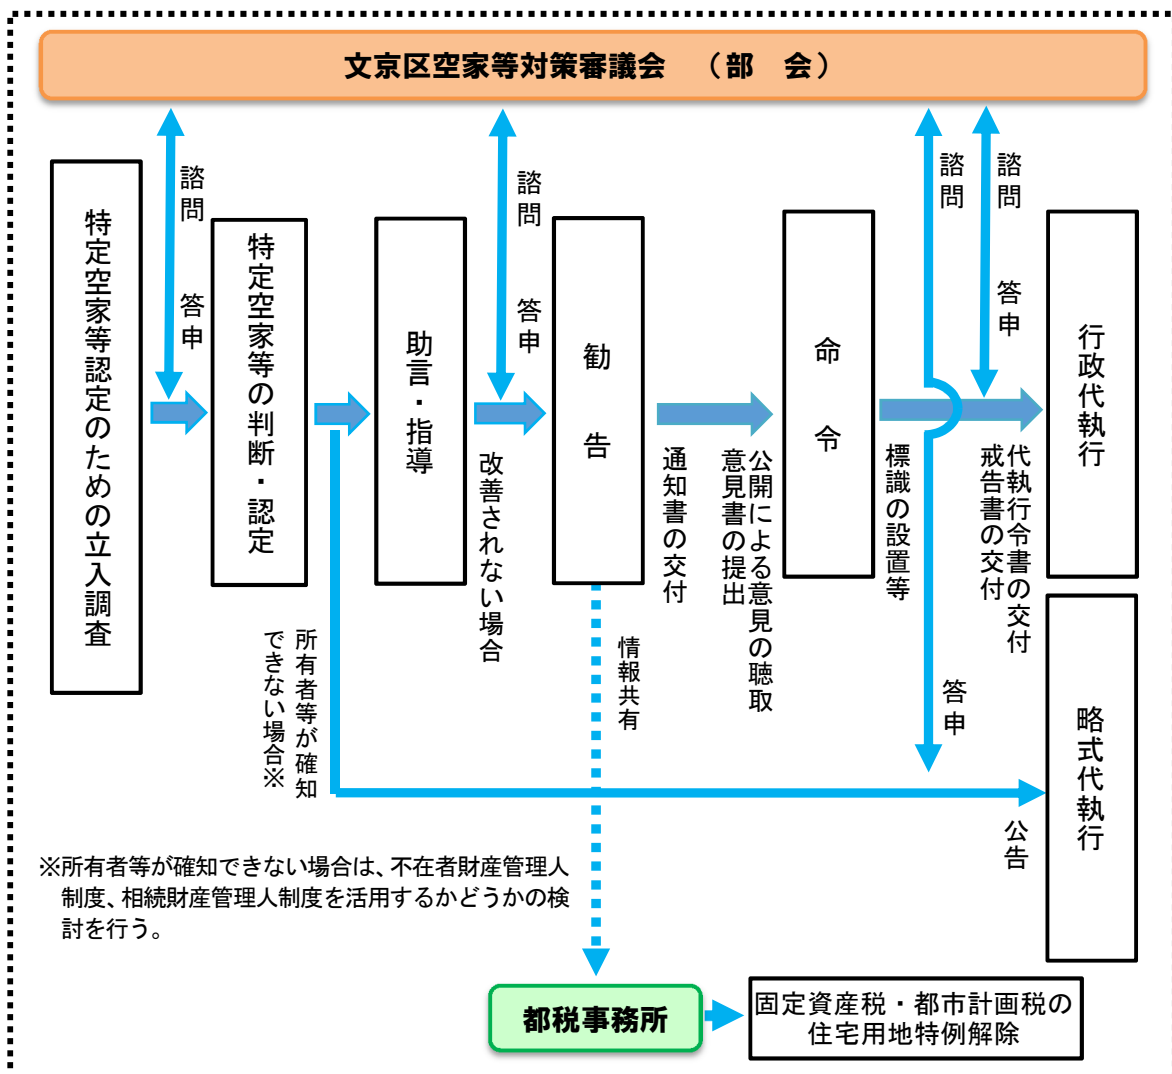 文京区空家等対策審議会　（部　会）
特定空家等認定のための立入調査
諮問
答申
特定空家等の判断・認定
所有者等が確知
できない場合※
助言・指導
改善されない場合
諮問
答申
勧　告
情報共有
通知書の交付
公開による意見の聴取
意見書の提出
命　令
標識の設置等
諮問
答申
諮問
答申
代執行令書の交付
戒告書の交付
行政代執行
略式代執行
公告
※所有者等が確知できない場合は、不在者財産管理人
制度、相続財産管理人制度を活用するかどうかの検
討を行う。
都税事務所
固定資産税・都市計画税の
住宅用地特例解除